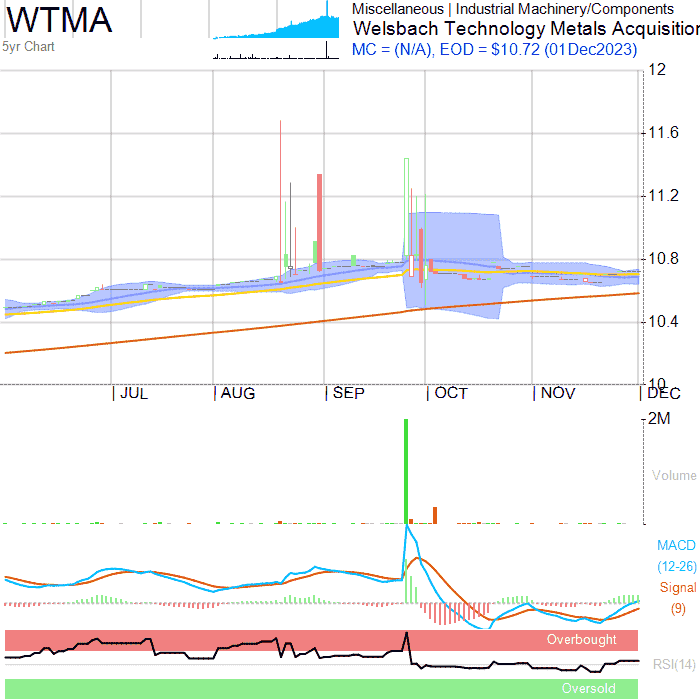 WTMA
5yr Chart
Miscellaneous | Industrial Machinery/Components
Welsbach Technology Metals Acquisition
MC = (N/A), EOD = $10.72 (01Dec2023)
12
11.6
11.2
10.8
10.4
10
JUL
AUG
SEP
OCT
NOV
DEC
2M
Volume
MACD
(12-26)
Signal
(9)
Overbought
RSI(14)
Oversold